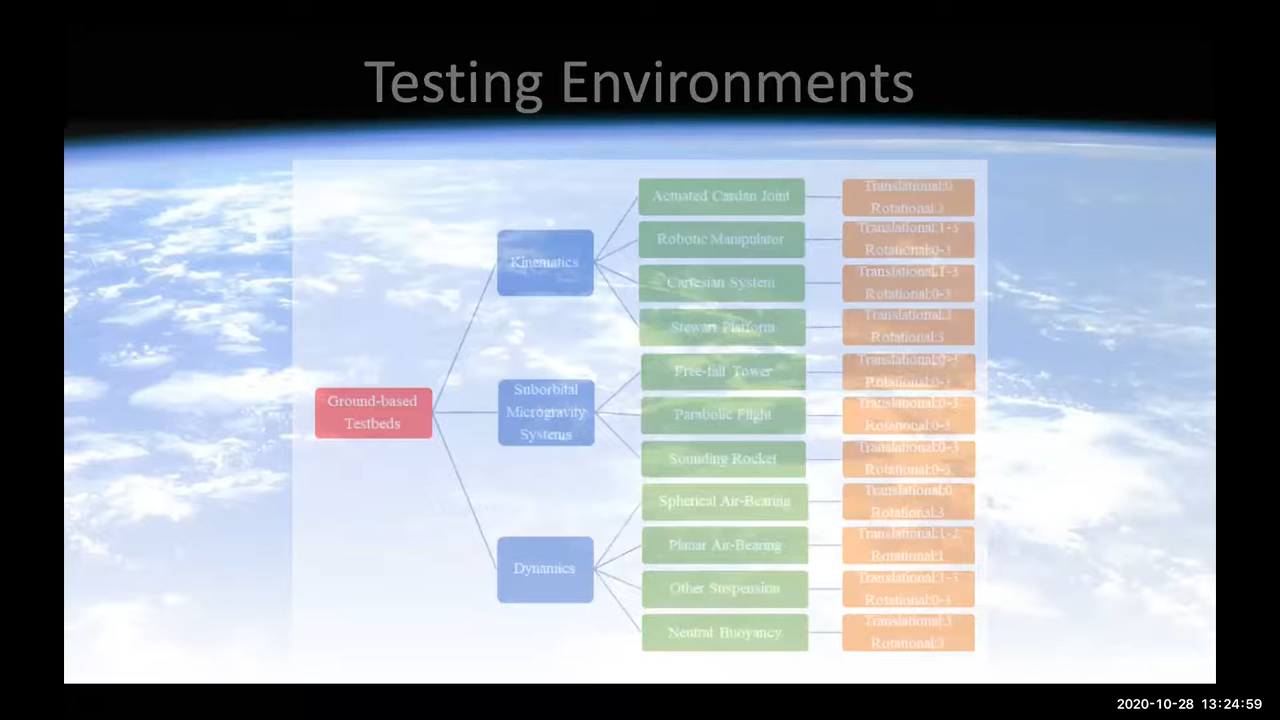 Testing Environments
Actuated Cardan Joint
Translational:0
Rotational:3
Robotic Manipulator
Translational:1-3
Rotational:0-3
Kinematics
Cartesian System
Translational:1-3
Rotational:0-3
Stewart Platform
Translational:3
Rotational:3
Free-fall Tower
Translational:0-3
Rotational:0-3
Ground-based
Testbeds
Suborbital
Microgravity
Systems
Parabolic Flight
Translational:0-3
Rotational:0-3
Sounding Rocket
Translational:0-3
Rotational:0-3
Spherical Air-Bearing
Translational:0
Rotational:3
Planar Air-Bearing
Translational:1-2
Rotational:1
Dynamics
Other Suspension
Translational:1-3
Rotational:0-3
Neutral Buoyancy
Translational:3
Rotational:3
2020-10-28 13:24:59